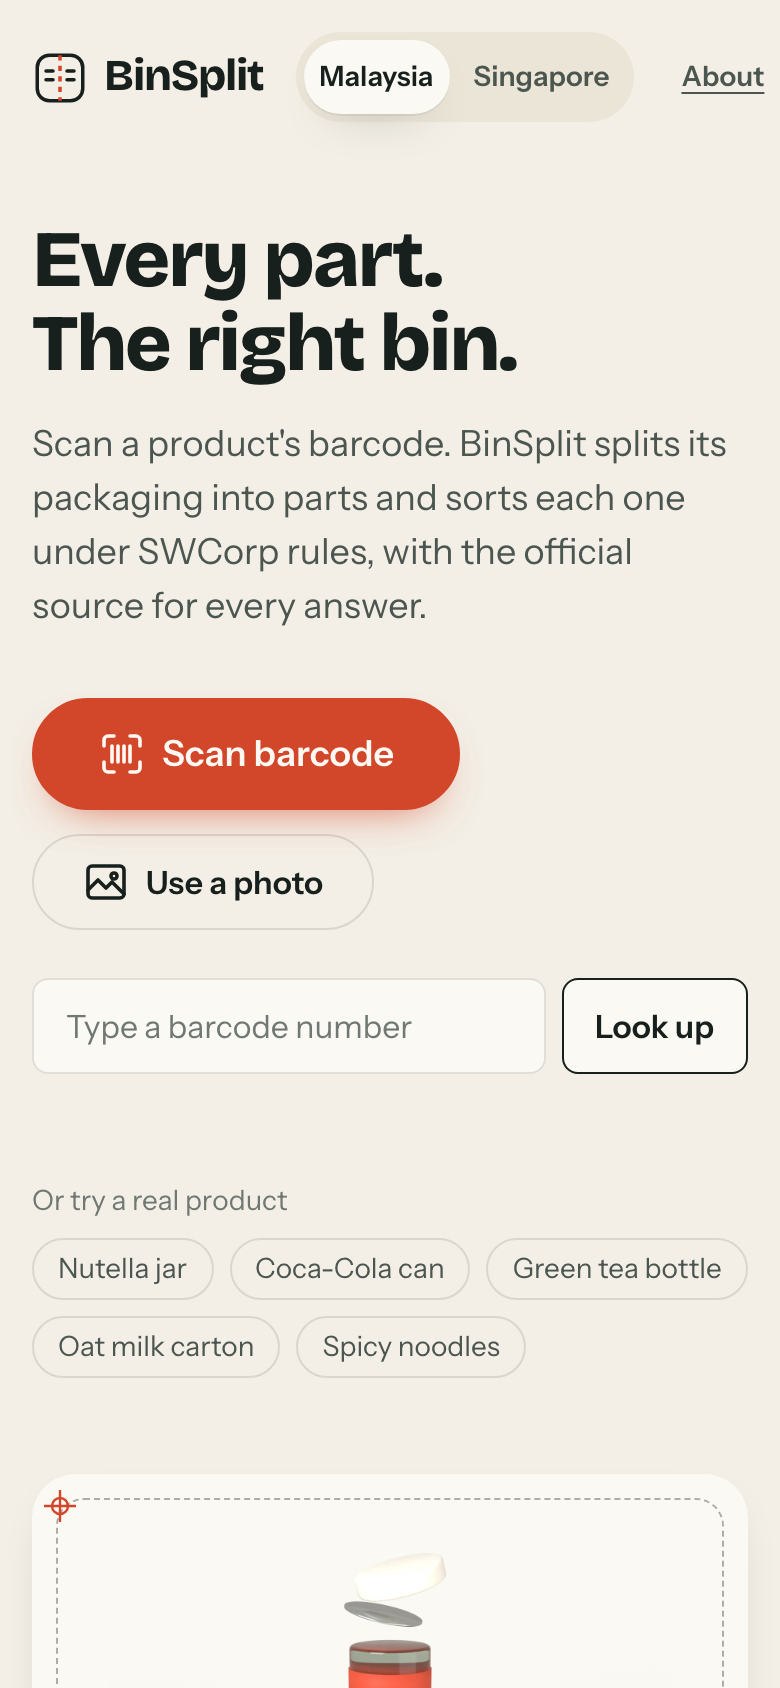 BinSplit
Malaysia
Singapore
About
Every part.
The right bin.
Scan a product's barcode. BinSplit splits its
packaging into parts and sorts each one
under SWCorp rules, with the official
source for every answer.
Scan barcode
Use a photo
Type a barcode number
Look up
Or try a real product
Nutella jar
Coca-Cola can
Green tea bottle
Oat milk carton
Spicy noodles